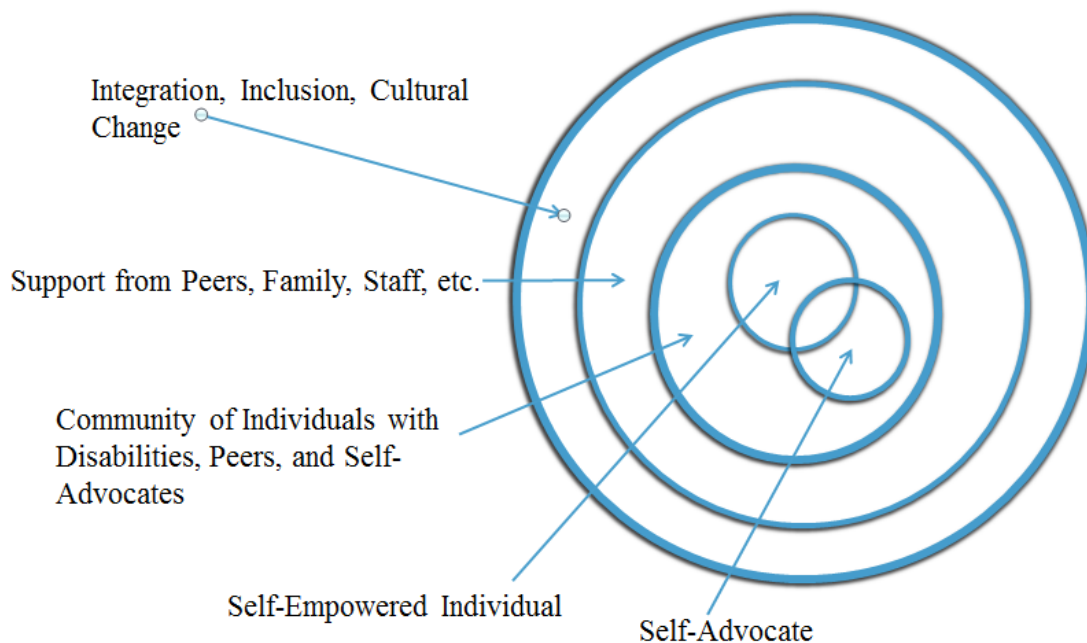 Integration, Inclusion, Cultural
Change
Support from Peers, Family, Staff, etc.
Community of Individuals with
Disabilities, Peers, and Self-
Advocates
Self-Empowered Individual
Self-Advocate